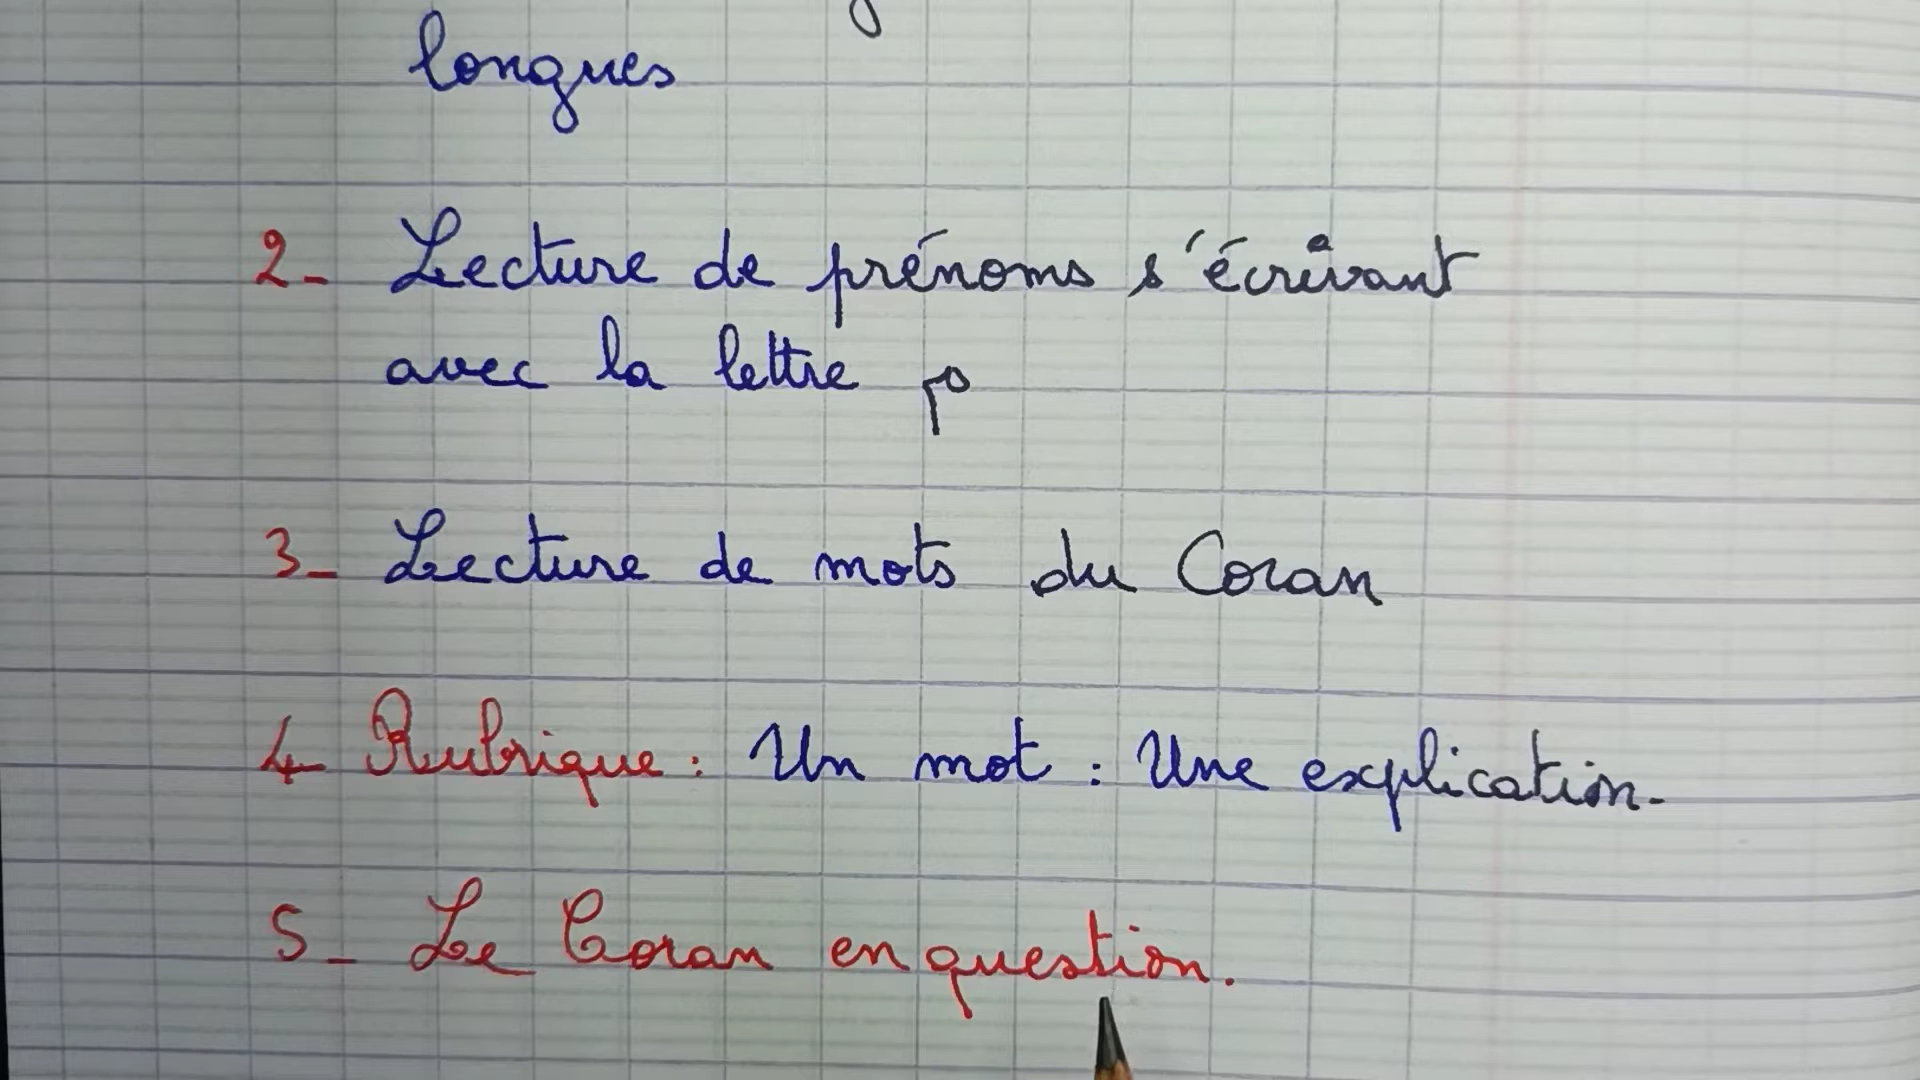 longues
2- Lecture de prénoms s'écrivant
avec la lettre م
3- Lecture de mots du Coran
4- Rubrique : Un mot : Une explication.
5- Le Coran en question.